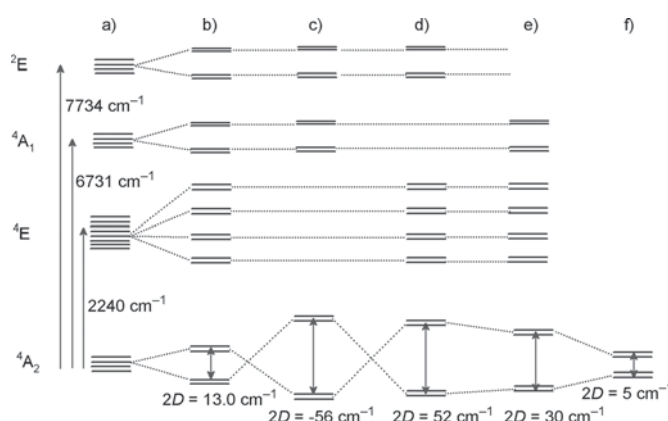 a) b) c) d) e) f)
²E
7734 cm⁻¹
⁴A₁
6731 cm⁻¹
⁴E
2240 cm⁻¹
⁴A₂
2D = 13.0 cm⁻¹ 2D = -56 cm⁻¹ 2D = 52 cm⁻¹ 2D = 30 cm⁻¹ 2D = 5 cm⁻¹